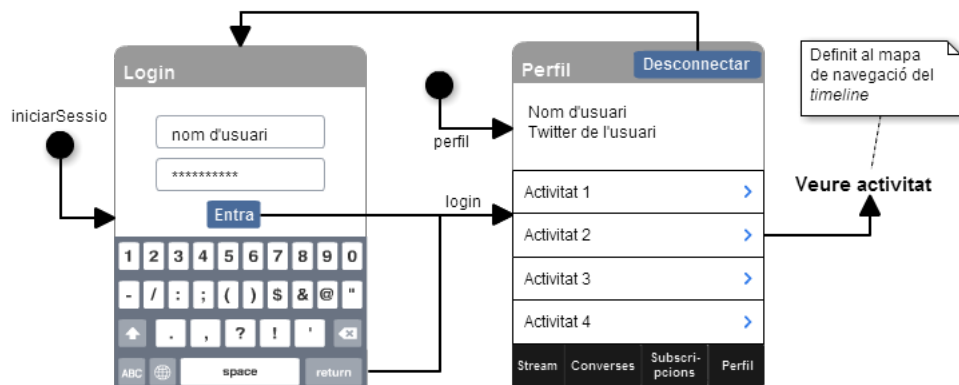 iniciarSessio
Login
nom d'usuari
**********
Entra
1 2 3 4 5 6 7 8 9 0
- / : ; ( ) $ & @ "
. , ? ! '
ABC space return
login
perfil
Perfil
Desconnectar
Nom d'usuari
Twitter de l'usuari
Activitat 1
Activitat 2
Activitat 3
Activitat 4
Stream Converses Subscri-
pcions Perfil
Definit al mapa
de navegació del
timeline
Veure activitat